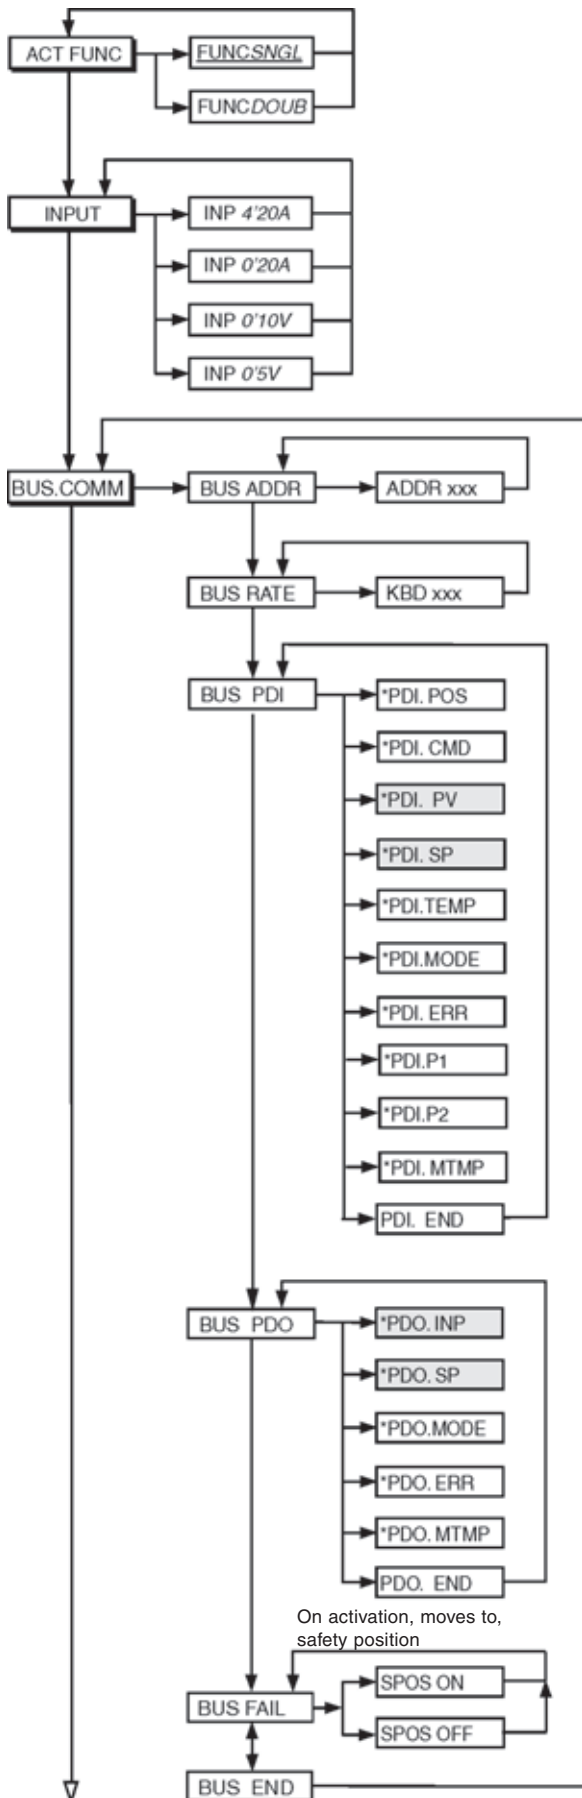 ACT FUNC
FUNCSNGL
FUNCDOUB
INPUT
INP 4'20A
INP 0'20A
INP 0'10V
INP 0'5V
BUS.COMM
BUS ADDR
ADDR xxx
BUS RATE
KBD xxx
BUS PDI
*PDI. POS
*PDI. CMD
*PDI. PV
*PDI. SP
*PDI.TEMP
*PDI.MODE
*PDI. ERR
*PDI.P1
*PDI.P2
*PDI. MTMP
PDI. END
BUS PDO
*PDO. INP
*PDO. SP
*PDO.MODE
*PDO. ERR
*PDO. MTMP
PDO. END
On activation, moves to,
safety position
BUS FAIL
SPOS ON
SPOS OFF
BUS END